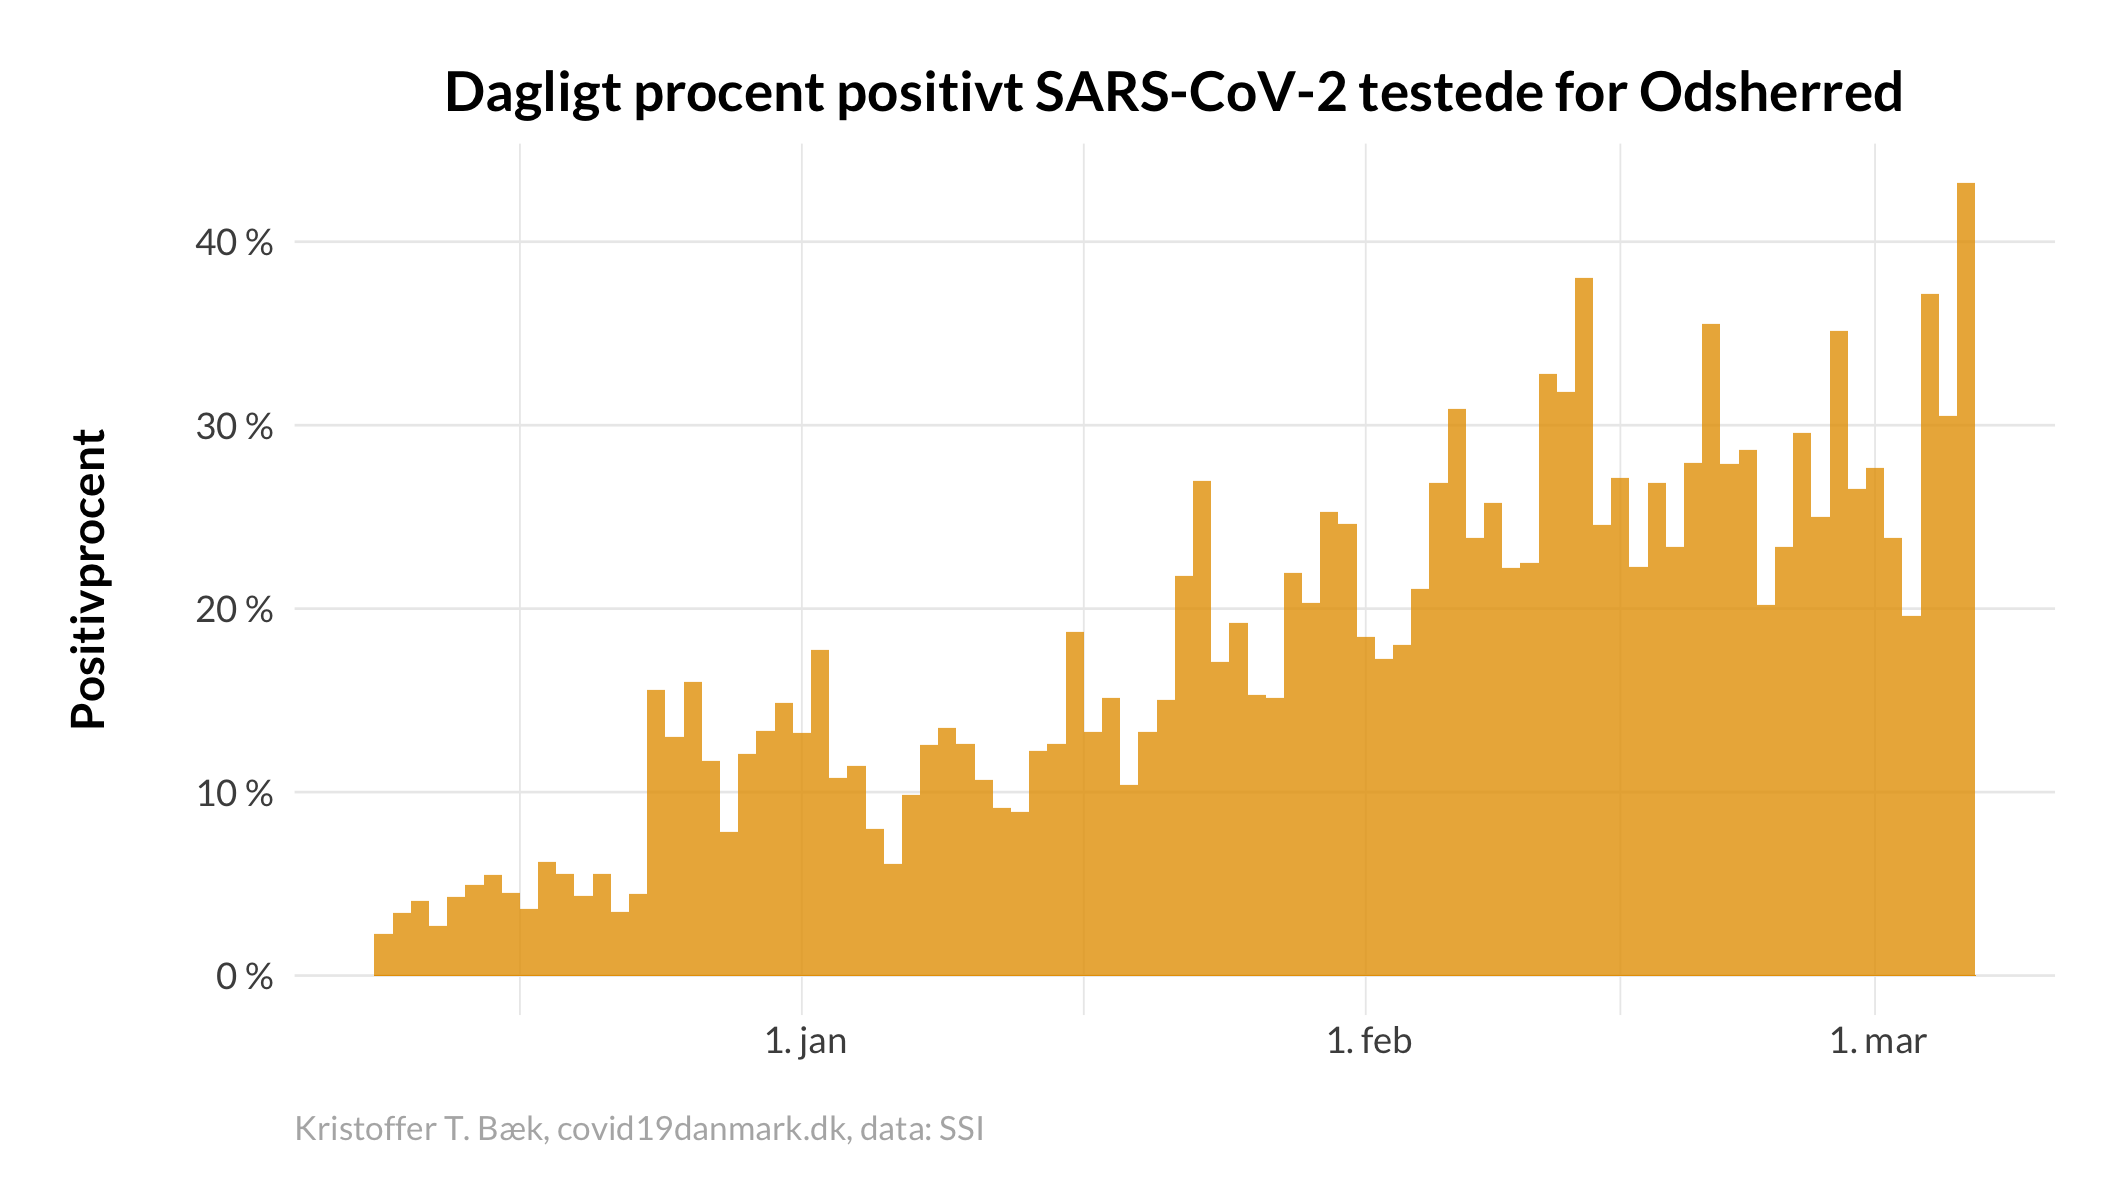 Dagligt procent positivt SARS-CoV-2 testede for Odsherred
Positivprocent
40 %
30 %
20 %
10 %
0 %
1. jan
1. feb
1. mar
Kristoffer T. Bæk, covid19danmark.dk, data: SSI